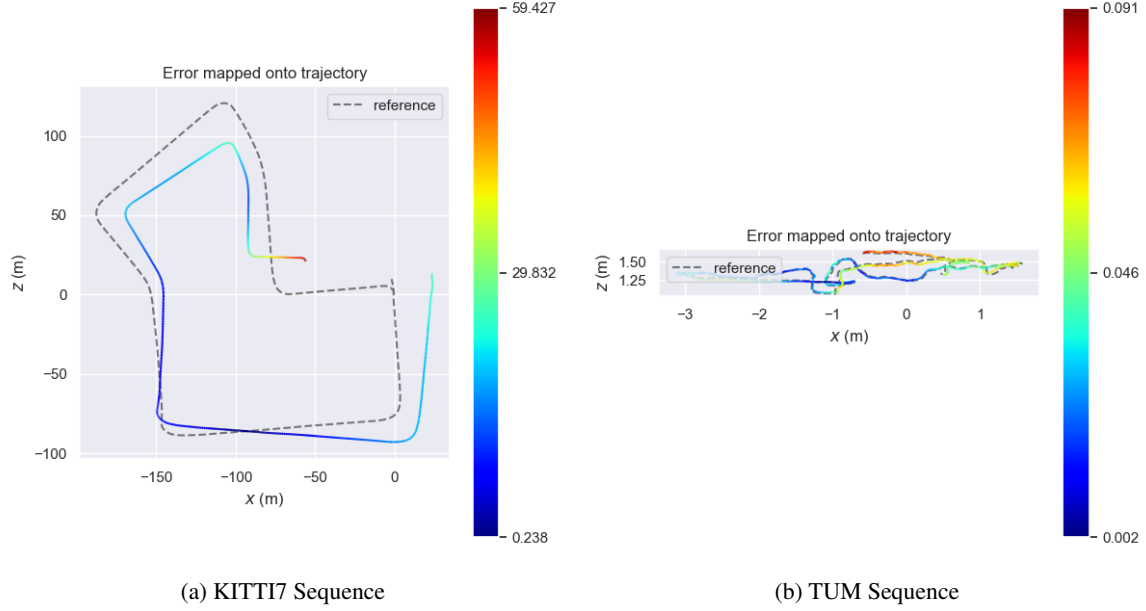 Error mapped onto trajectory
reference
z (m)
100
50
0
−50
−100
−150
−100
−50
0
x (m)
59.427
29.832
0.238
(a) KITTI7 Sequence
Error mapped onto trajectory
reference
z (m)
1.50
1.25
−3
−2
−1
0
1
x (m)
0.091
0.046
0.002
(b) TUM Sequence